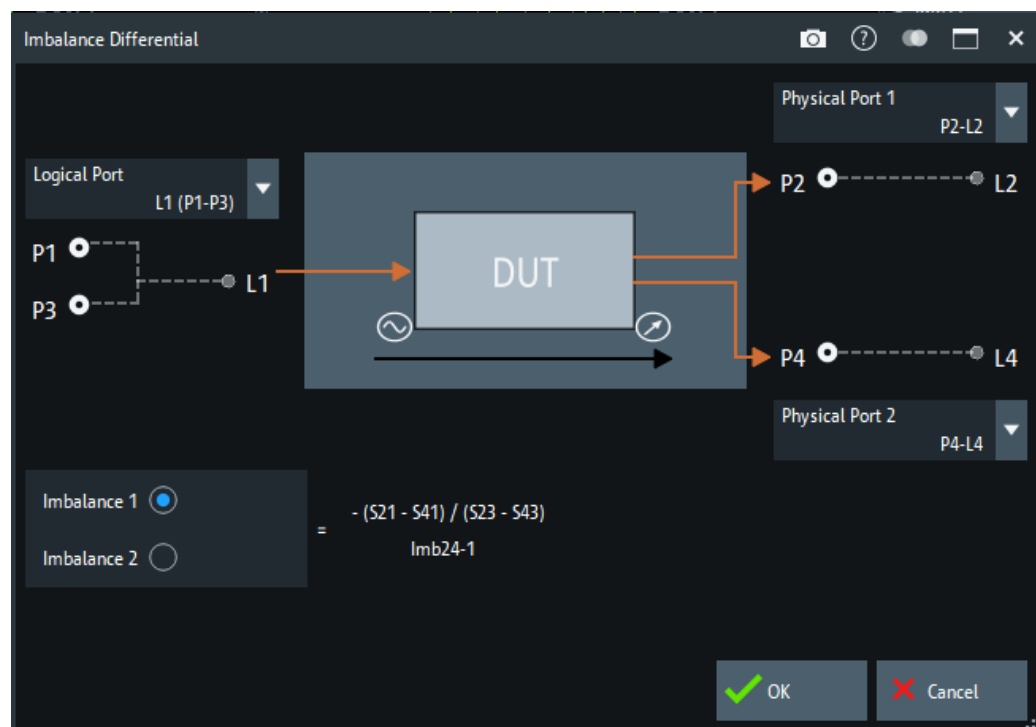 Imbalance Differential
Physical Port 1
P2-L2
Logical Port
L1 (P1-P3)
P2
L2
P1
L1
P3
DUT
P4
L4
Physical Port 2
P4-L4
Imbalance 1
- (S21 - S41) / (S23 - S43)
=
Imb24-1
Imbalance 2
OK
Cancel